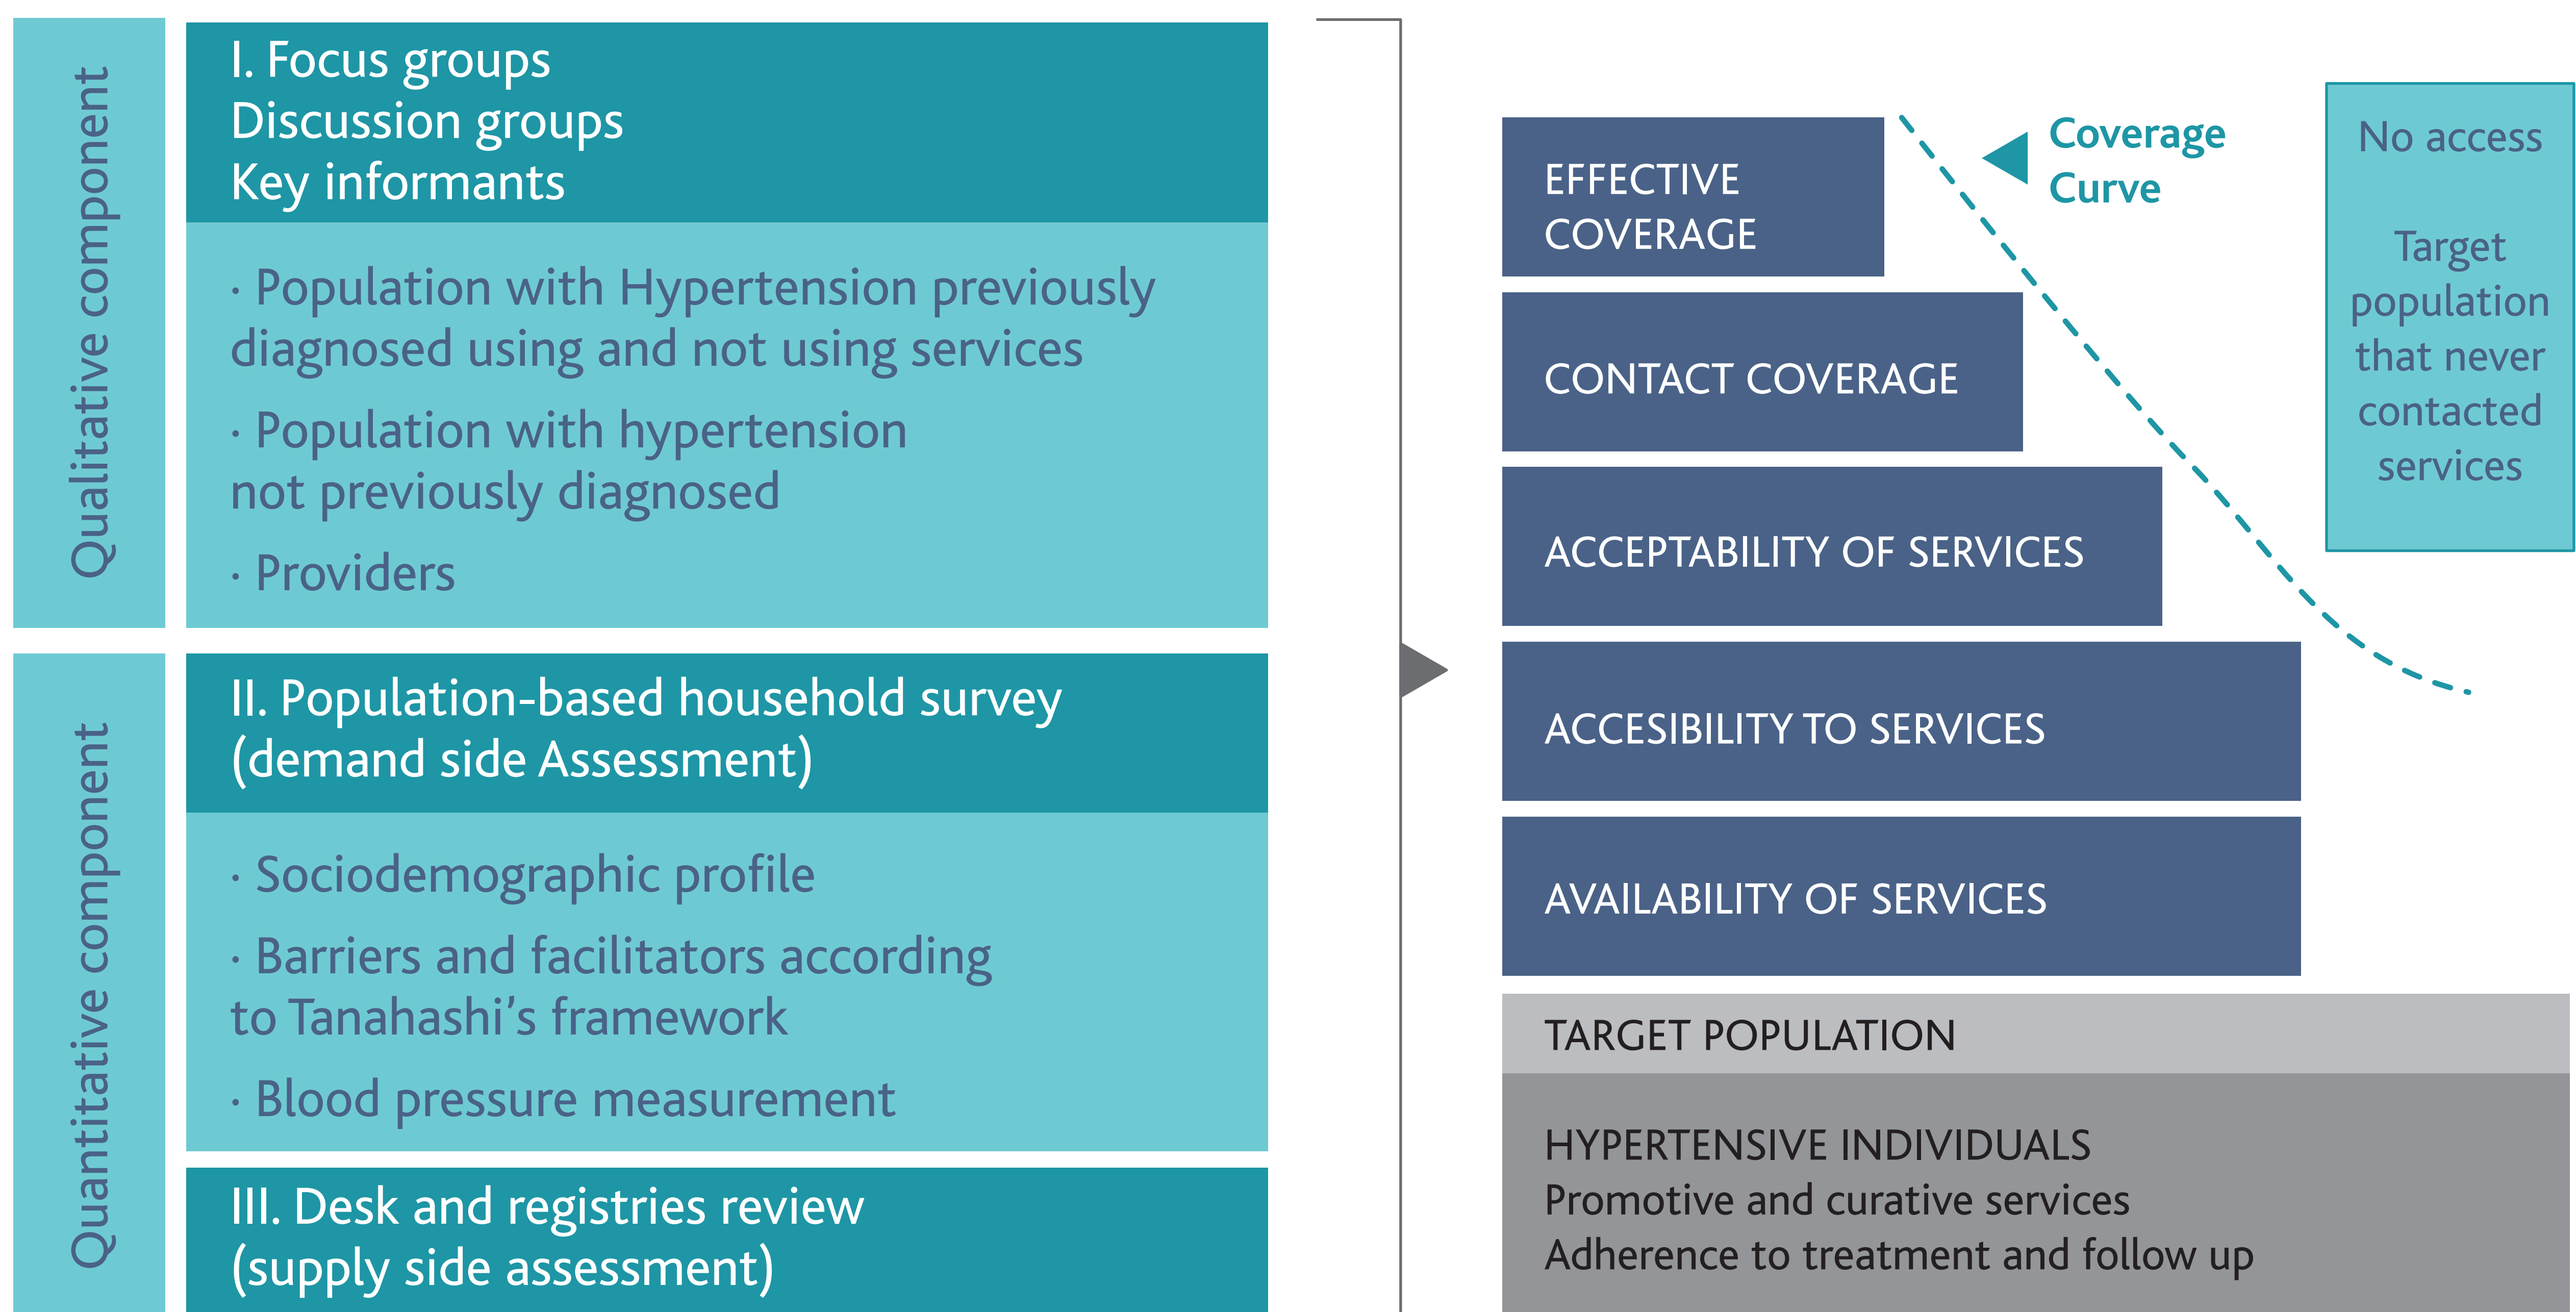 Qualitative component
I. Focus groups
Discussion groups
Key informants
· Population with Hypertension previously
diagnosed using and not using services
· Population with hypertension
not previously diagnosed
· Providers
Quantitative component
II. Population-based household survey
(demand side Assessment)
· Sociodemographic profile
· Barriers and facilitators according
to Tanahashi’s framework
· Blood pressure measurement
III. Desk and registries review
(supply side assessment)
EFFECTIVE
COVERAGE
CONTACT COVERAGE
ACCEPTABILITY OF SERVICES
ACCESIBILITY TO SERVICES
AVAILABILITY OF SERVICES
TARGET POPULATION
HYPERTENSIVE INDIVIDUALS
Promotive and curative services
Adherence to treatment and follow up
Coverage
Curve
No access
Target
population
that never
contacted
services